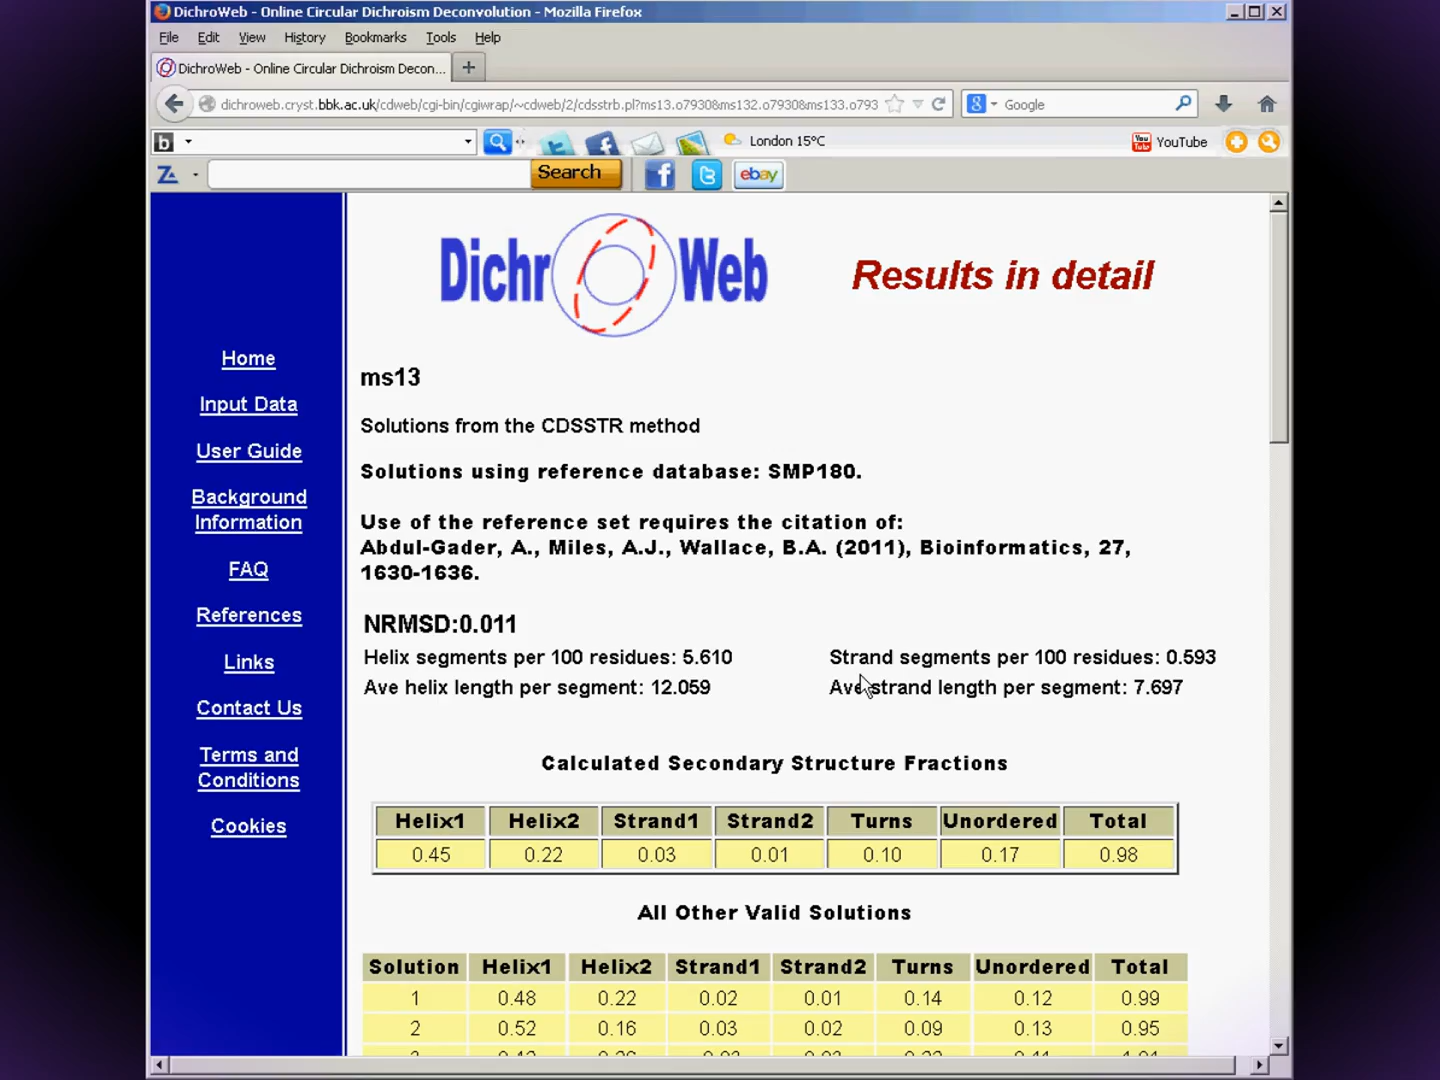 DichroWeb - Online Circular Dichroism Deconvolution - Mozilla Firefox
File Edit View History Bookmarks Tools Help
DichroWeb - Online Circular Dichroism Decon...
dichroweb.cryst.bbk.ac.uk/cdweb/cgi-bin/cgiwrap/~cdweb/2/cdsstrb.pl?ms13.o7930&ms132.o7930&ms133.o793
Google
London 15°C
YouTube
Search
ebay
DichroWeb
Results in detail
Home
Input Data
User Guide
Background
Information
FAQ
References
Links
Contact Us
Terms and
Conditions
Cookies
ms13
Solutions from the CDSSTR method
Solutions using reference database: SMP180.
Use of the reference set requires the citation of:
Abdul-Gader, A., Miles, A.J., Wallace, B.A. (2011), Bioinformatics, 27,
1630-1636.
NRMSD:0.011
Helix segments per 100 residues: 5.610 Strand segments per 100 residues: 0.593
Ave helix length per segment: 12.059 Ave strand length per segment: 7.697
Calculated Secondary Structure Fractions
Helix1 Helix2 Strand1 Strand2 Turns Unordered Total
0.45 0.22 0.03 0.01 0.10 0.17 0.98
All Other Valid Solutions
Solution Helix1 Helix2 Strand1 Strand2 Turns Unordered Total
1 0.48 0.22 0.02 0.01 0.14 0.12 0.99
2 0.52 0.16 0.03 0.02 0.09 0.13 0.95